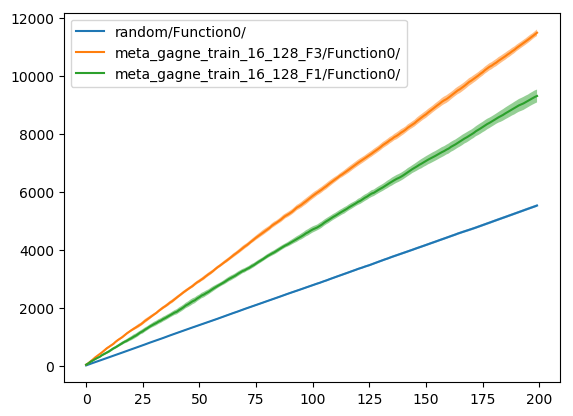 random/Function0/
meta_gagne_train_16_128_F3/Function0/
meta_gagne_train_16_128_F1/Function0/
12000
10000
8000
6000
4000
2000
0
0 25 50 75 100 125 150 175 200